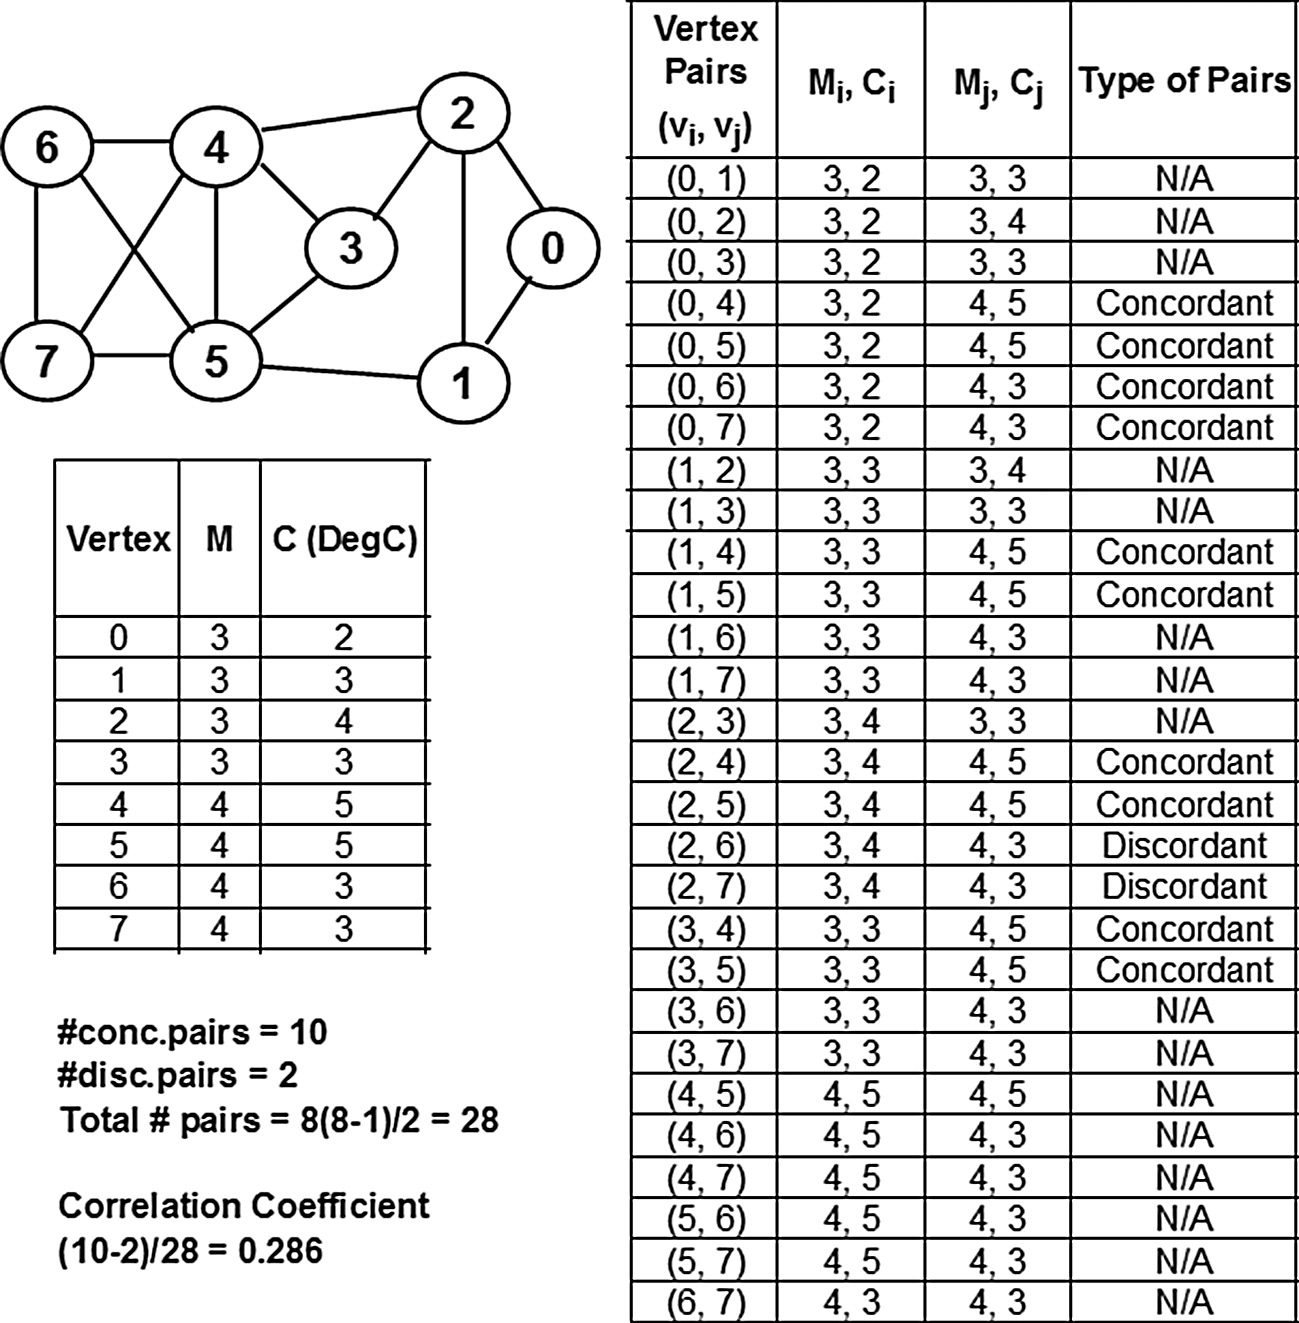 6
4
2
3
0
7
5
1
Vertex M C (DegC)
0 3 2
1 3 3
2 3 4
3 3 3
4 4 5
5 4 5
6 4 3
7 4 3
#conc.pairs = 10
#disc.pairs = 2
Total # pairs = 8(8-1)/2 = 28
Correlation Coefficient
(10-2)/28 = 0.286
Vertex
Pairs
(vi, vj)
Mi, Ci
Mj, Cj
Type of Pairs
(0, 1) 3, 2 3, 3 N/A
(0, 2) 3, 2 3, 4 N/A
(0, 3) 3, 2 3, 3 N/A
(0, 4) 3, 2 4, 5 Concordant
(0, 5) 3, 2 4, 5 Concordant
(0, 6) 3, 2 4, 3 Concordant
(0, 7) 3, 2 4, 3 Concordant
(1, 2) 3, 3 3, 4 N/A
(1, 3) 3, 3 3, 3 N/A
(1, 4) 3, 3 4, 5 Concordant
(1, 5) 3, 3 4, 5 Concordant
(1, 6) 3, 3 4, 3 N/A
(1, 7) 3, 3 4, 3 N/A
(2, 3) 3, 4 3, 3 N/A
(2, 4) 3, 4 4, 5 Concordant
(2, 5) 3, 4 4, 5 Concordant
(2, 6) 3, 4 4, 3 Discordant
(2, 7) 3, 4 4, 3 Discordant
(3, 4) 3, 3 4, 5 Concordant
(3, 5) 3, 3 4, 5 Concordant
(3, 6) 3, 3 4, 3 N/A
(3, 7) 3, 3 4, 3 N/A
(4, 5) 4, 5 4, 5 N/A
(4, 6) 4, 5 4, 3 N/A
(4, 7) 4, 5 4, 3 N/A
(5, 6) 4, 5 4, 3 N/A
(5, 7) 4, 5 4, 3 N/A
(6, 7) 4, 3 4, 3 N/A